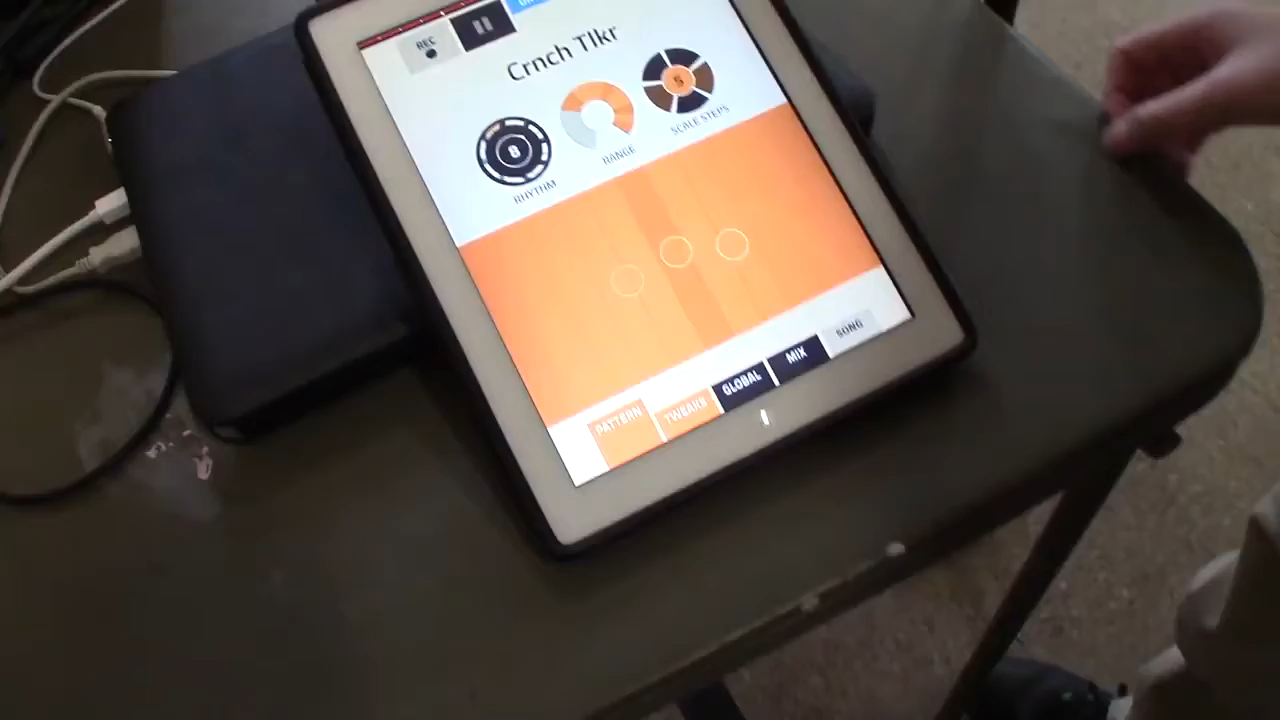 REC
Crnch Tlkr
8
5
RHYTHM
RANGE
SCALE STEPS
PATTERN
TWEAKS
GLOBAL
MIX
SONG